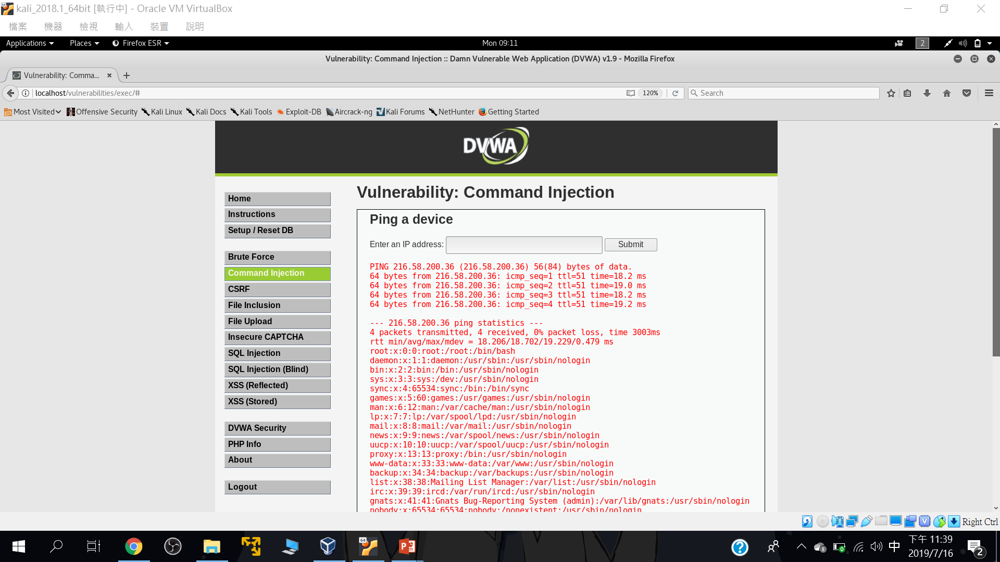 kali_2018.1_64bit [執行中] - Oracle VM VirtualBox
檔案 機器 檢視 輸入 裝置 說明
Applications Places Firefox ESR Mon 09:11 2
Vulnerability: Command Injection :: Damn Vulnerable Web Application (DVWA) v1.9 - Mozilla Firefox
Vulnerability: Comma...
localhost/vulnerabilities/exec/# 120% Search
Most Visited Offensive Security Kali Linux Kali Docs Kali Tools Exploit-DB Aircrack-ng Kali Forums NetHunter Getting Started
DVWA
Vulnerability: Command Injection
Home
Instructions
Setup / Reset DB
Brute Force
Command Injection
CSRF
File Inclusion
File Upload
Insecure CAPTCHA
SQL Injection
SQL Injection (Blind)
XSS (Reflected)
XSS (Stored)
DVWA Security
PHP Info
About
Logout
Ping a device
Enter an IP address: Submit
PING 216.58.200.36 (216.58.200.36) 56(84) bytes of data.
64 bytes from 216.58.200.36: icmp_seq=1 ttl=51 time=18.2 ms
64 bytes from 216.58.200.36: icmp_seq=2 ttl=51 time=19.0 ms
64 bytes from 216.58.200.36: icmp_seq=3 ttl=51 time=18.2 ms
64 bytes from 216.58.200.36: icmp_seq=4 ttl=51 time=19.2 ms
--- 216.58.200.36 ping statistics ---
4 packets transmitted, 4 received, 0% packet loss, time 3003ms
rtt min/avg/max/mdev = 18.206/18.702/19.229/0.479 ms
root:x:0:0:root:/root:/bin/bash
daemon:x:1:1:daemon:/usr/sbin:/usr/sbin/nologin
bin:x:2:2:bin:/bin:/usr/sbin/nologin
sys:x:3:3:sys:/dev:/usr/sbin/nologin
sync:x:4:65534:sync:/bin:/bin/sync
games:x:5:60:games:/usr/games:/usr/sbin/nologin
man:x:6:12:man:/var/cache/man:/usr/sbin/nologin
lp:x:7:7:lp:/var/spool/lpd:/usr/sbin/nologin
mail:x:8:8:mail:/var/mail:/usr/sbin/nologin
news:x:9:9:news:/var/spool/news:/usr/sbin/nologin
uucp:x:10:10:uucp:/var/spool/uucp:/usr/sbin/nologin
proxy:x:13:13:proxy:/bin:/usr/sbin/nologin
www-data:x:33:33:www-data:/var/www:/usr/sbin/nologin
backup:x:34:34:backup:/var/backups:/usr/sbin/nologin
list:x:38:38:Mailing List Manager:/var/list:/usr/sbin/nologin
irc:x:39:39:ircd:/var/run/ircd:/usr/sbin/nologin
gnats:x:41:41:Gnats Bug-Reporting System (admin):/var/lib/gnats:/usr/sbin/nologin
nobody:x:65534:65534:nobody:/nonexistent:/usr/sbin/nologin
Right Ctrl
64
中
下午 11:39
2019/7/16
2